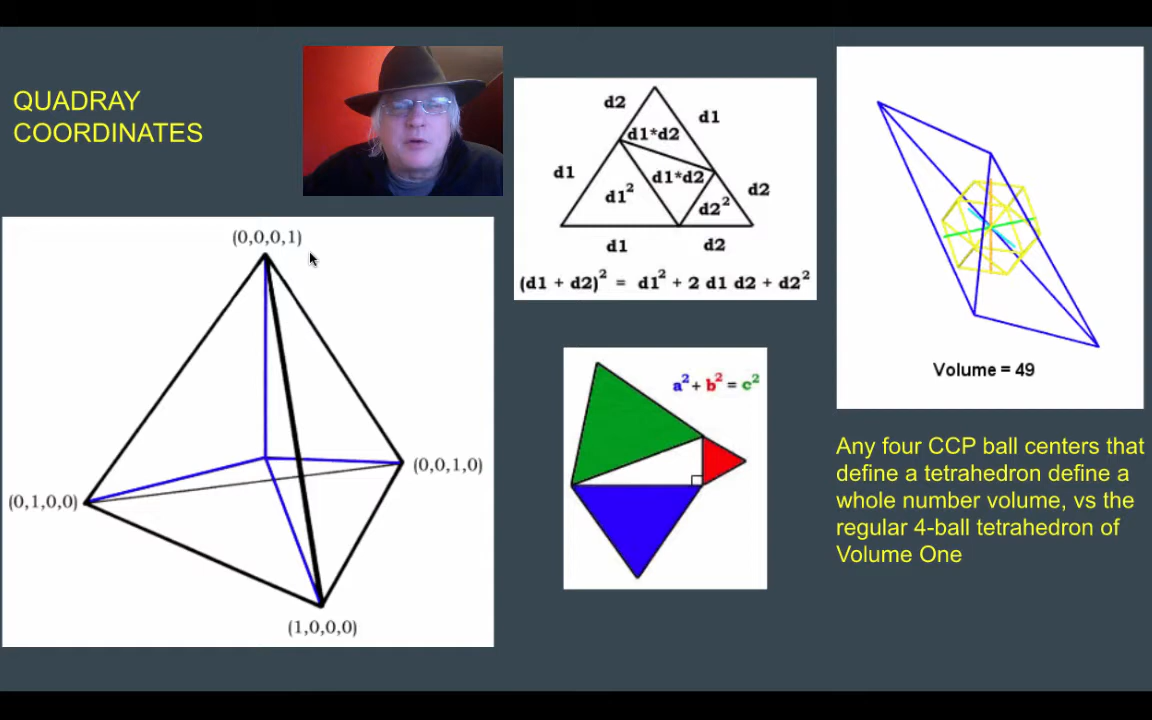 QUADRAY
COORDINATES
(0,0,0,1)
(0,0,1,0)
(0,1,0,0)
(1,0,0,0)
d2
d1*d2
d1
d1
d1*d2
d1²
d2²
d2
d1
d2
(d1 + d2)² = d1² + 2 d1 d2 + d2²
a² + b² = c²
Volume = 49
Any four CCP ball centers that
define a tetrahedron define a
whole number volume, vs the
regular 4-ball tetrahedron of
Volume One